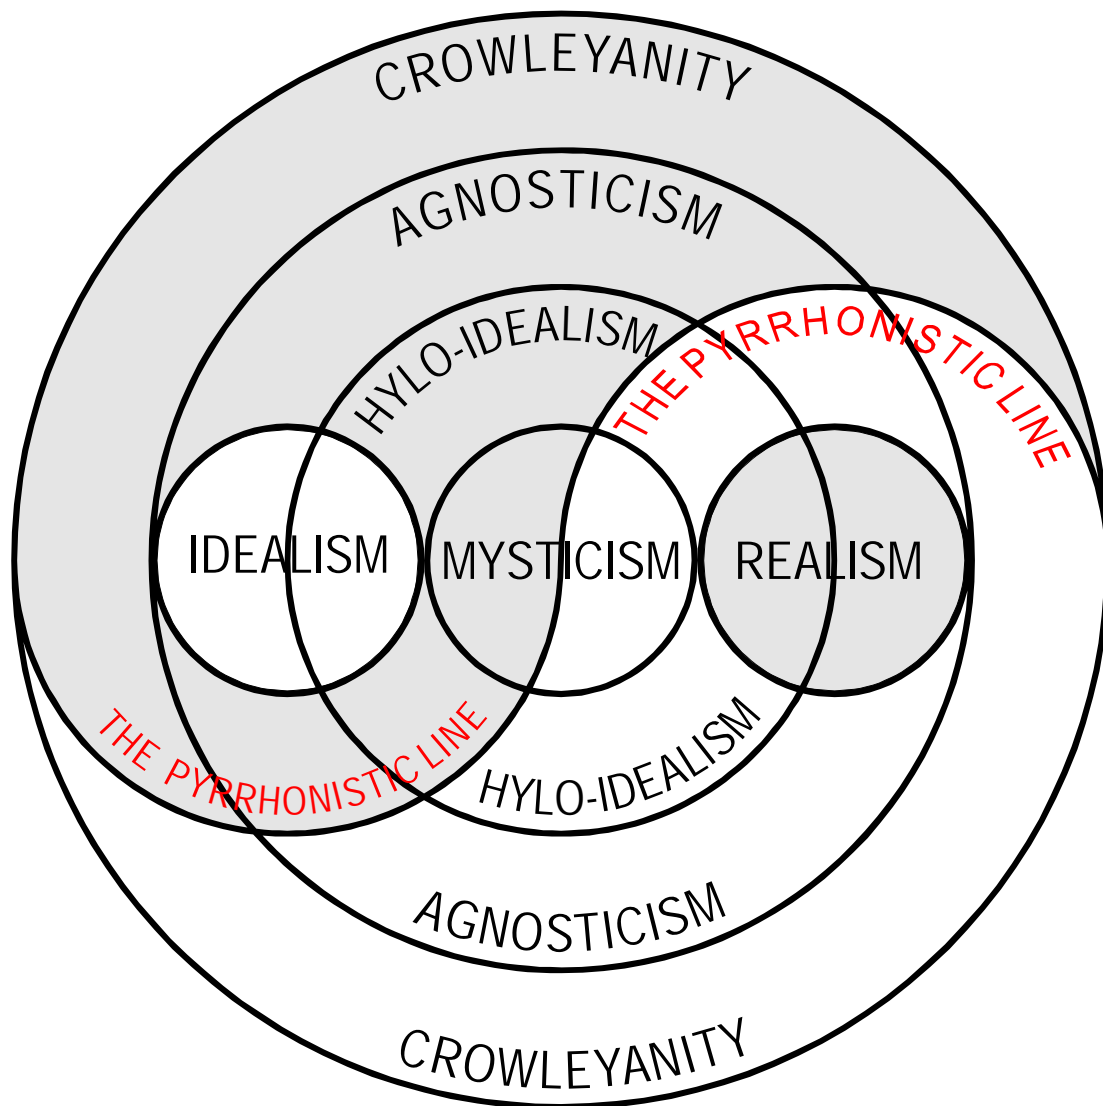 CROWLEYANITY
AGNOSTICISM
HYLO-IDEALISM
THE PYRRHONISTIC LINE
IDEALISM
MYSTICISM
REALISM
THE PYRRHONISTIC LINE
HYLO-IDEALISM
AGNOSTICISM
CROWLEYANITY